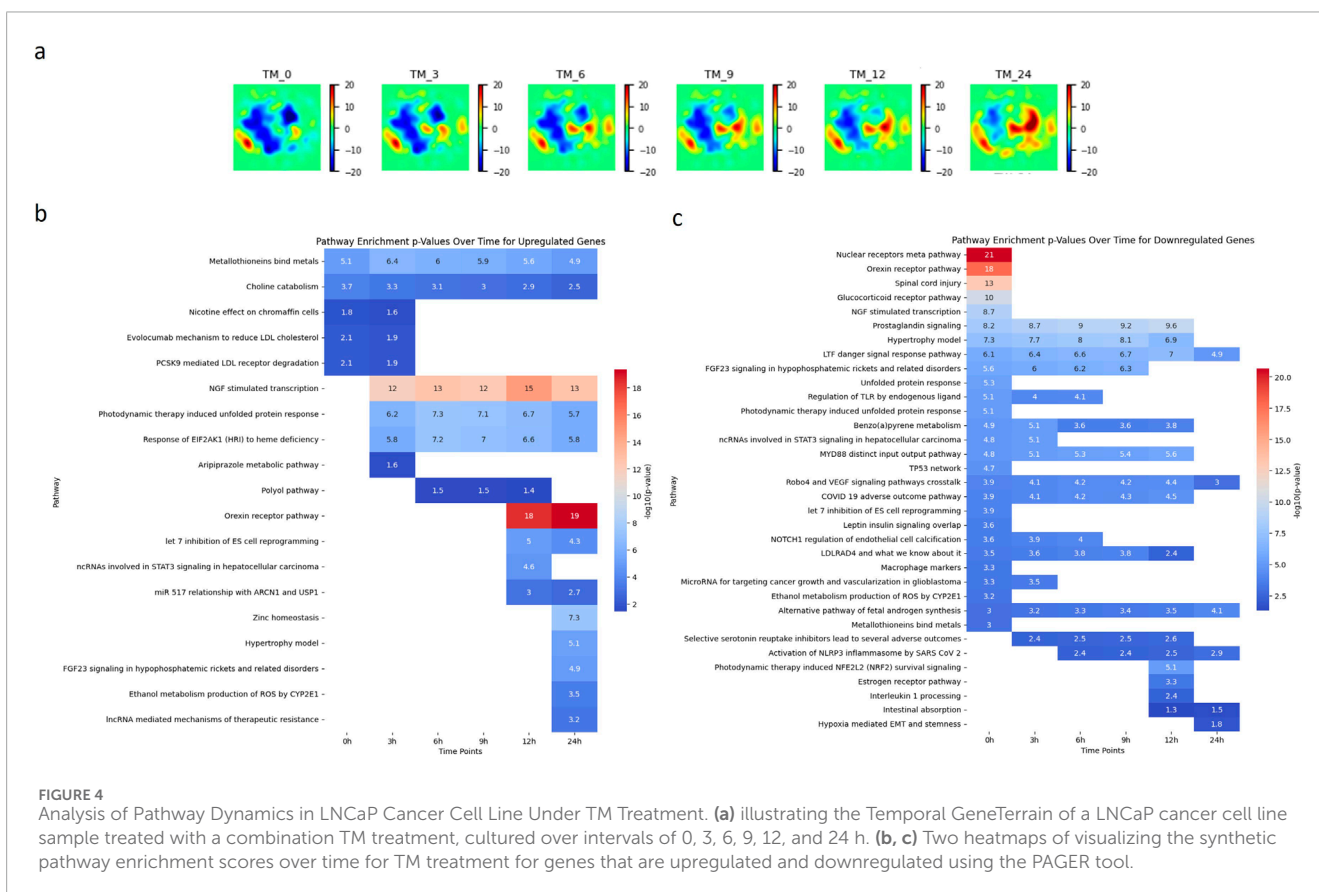 a
TM_0 TM_3 TM_6 TM_9 TM_12 TM_24
20 20 20 20 20 20
10 10 10 10 10 10
0 0 0 0 0 0
−10 −10 −10 −10 −10 −10
−20 −20 −20 −20 −20 −20
b
Pathway Enrichment p-Values Over Time for Upregulated Genes
Metallothioneins bind metals 5.1 6.4 6 5.9 5.6 4.9
Choline catabolism 3.7 3.3 3.1 3 2.9 2.5
Nicotine effect on chromaffin cells 1.8 1.6
Evolocumab mechanism to reduce LDL cholesterol 2.1 1.9
PCSK9 mediated LDL receptor degradation 2.1 1.9
NGF stimulated transcription 12 13 12 15 13
Photodynamic therapy induced unfolded protein response 6.2 7.3 7.1 6.7 5.7
Response of EIF2AK1 (HRI) to heme deficiency 5.8 7.2 7 6.6 5.8
Aripiprazole metabolic pathway 1.6
Polyol pathway 1.5 1.5 1.4
Orexin receptor pathway 18 19
let 7 inhibition of ES cell reprogramming 5 4.3
ncRNAs involved in STAT3 signaling in hepatocellular carcinoma 4.6
miR 517 relationship with ARCN1 and USP1 3 2.7
Zinc homeostasis 7.3
Hypertrophy model 5.1
FGF23 signaling in hypophosphatemic rickets and related disorders 4.9
Ethanol metabolism production of ROS by CYP2E1 3.5
lncRNA mediated mechanisms of therapeutic resistance 3.2
0h 3h 6h 9h 12h 24h
Time Points
Pathway
18
16
14
12
10
8
6
4
2
-log10(p-value)
c
Pathway Enrichment p-Values Over Time for Downregulated Genes
Nuclear receptors meta pathway 21
Orexin receptor pathway 18
Spinal cord injury 13
Glucocorticoid receptor pathway 10
NGF stimulated transcription 8.7
Prostaglandin signaling 8.2 8.7 9 9.2 9.6
Hypertrophy model 7.3 7.7 8 8.1 6.9
LTF danger signal response pathway 6.1 6.4 6.6 6.7 7 4.9
FGF23 signaling in hypophosphatemic rickets and related disorders 5.6 6 6.2 6.3
Unfolded protein response 5.3
Regulation of TLR by endogenous ligand 5.1 4 4.1
Photodynamic therapy induced unfolded protein response 5.1
Benzo(a)pyrene metabolism 4.9 5.1 3.6 3.6 3.8
ncRNAs involved in STAT3 signaling in hepatocellular carcinoma 4.8 5.1
MYD88 distinct input output pathway 4.8 5.1 5.3 5.4 5.6
TP53 network 4.7
Robo4 and VEGF signaling pathways crosstalk 3.9 4.1 4.2 4.2 4.4 3
COVID 19 adverse outcome pathway 3.9 4.1 4.2 4.3 4.5
let 7 inhibition of ES cell reprogramming 3.9
Leptin insulin signaling overlap 3.6
NOTCH1 regulation of endothelial cell calcification 3.6 3.9 4
LDLRAD4 and what we know about it 3.5 3.6 3.8 3.8 2.4
Macrophage markers 3.3
MicroRNA for targeting cancer growth and vascularization in glioblastoma 3.3 3.5
Ethanol metabolism production of ROS by CYP2E1 3.2
Alternative pathway of fetal androgen synthesis 3 3.2 3.3 3.4 3.5 4.1
Metallothioneins bind metals 3
Selective serotonin reuptake inhibitors lead to several adverse outcomes 2.4 2.5 2.5 2.6
Activation of NLRP3 inflammasome by SARS CoV 2 2.4 2.4 2.5 2.9
Photodynamic therapy induced NFE2L2 (NRF2) survival signaling 5.1
Estrogen receptor pathway 3.3
Interleukin 1 processing 2.4
Intestinal absorption 1.3 1.5
Hypoxia mediated EMT and stemness 1.8
0h 3h 6h 9h 12h 24h
Time Points
Pathway
20.0
17.5
15.0
12.5
10.0
7.5
5.0
2.5
-log10(p-value)
FIGURE 4
Analysis of Pathway Dynamics in LNCaP Cancer Cell Line Under TM Treatment. (a) illustrating the Temporal GeneTerrain of a LNCaP cancer cell line
sample treated with a combination TM treatment, cultured over intervals of 0, 3, 6, 9, 12, and 24 h. (b, c) Two heatmaps of visualizing the synthetic
pathway enrichment scores over time for TM treatment for genes that are upregulated and downregulated using the PAGER tool.